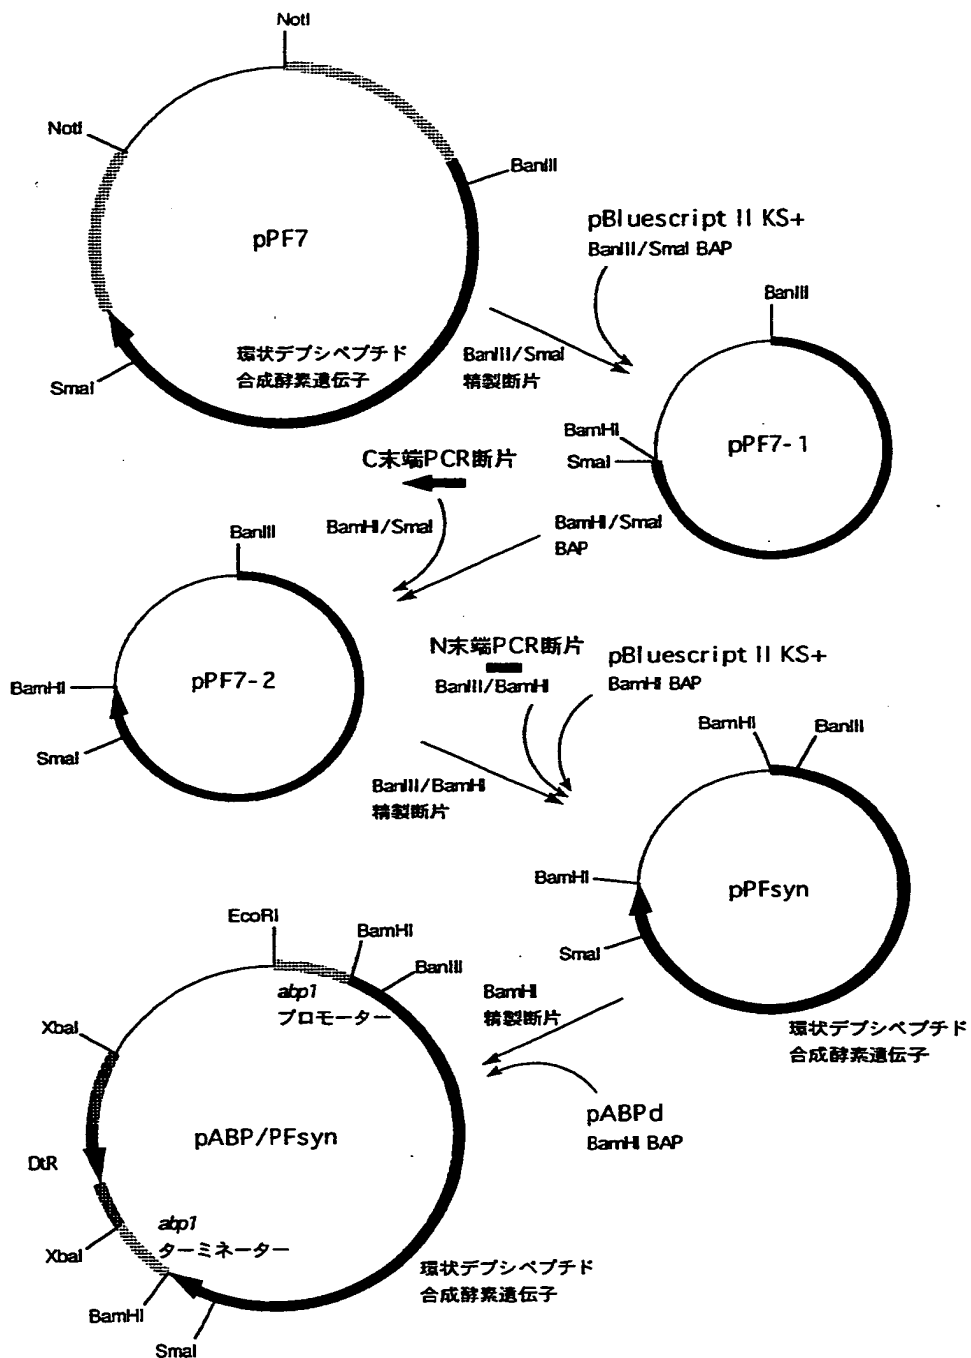 NotI
NotI
BanIII
pPF7
pBluescript II KS+
BanIII/SmaI BAP
BanIII
環状デプシペプチド
合成酵素遺伝子
BanIII/SmaI
精製断片
SmaI
BamHI
pPF7-1
SmaI
C末端PCR断片
BamHI/SmaI
BamHI/SmaI
BAP
BanIII
N末端PCR断片
BanIII/BamHI
pBluescript II KS+
BamHI BAP
pPF7-2
BamHI
BamHI
BanIII
SmaI
BanIII/BamHI
精製断片
BamHI
pPFsyn
EcoRI
BamHI
SmaI
BanIII
abp1
プロモーター
BamHI
精製断片
環状デプシペプチド
合成酵素遺伝子
XbaI
pABPd
BamHI BAP
pABP/PFsyn
DtR
abp1
ターミネーター
XbaI
環状デプシペプチド
合成酵素遺伝子
BamHI
SmaI